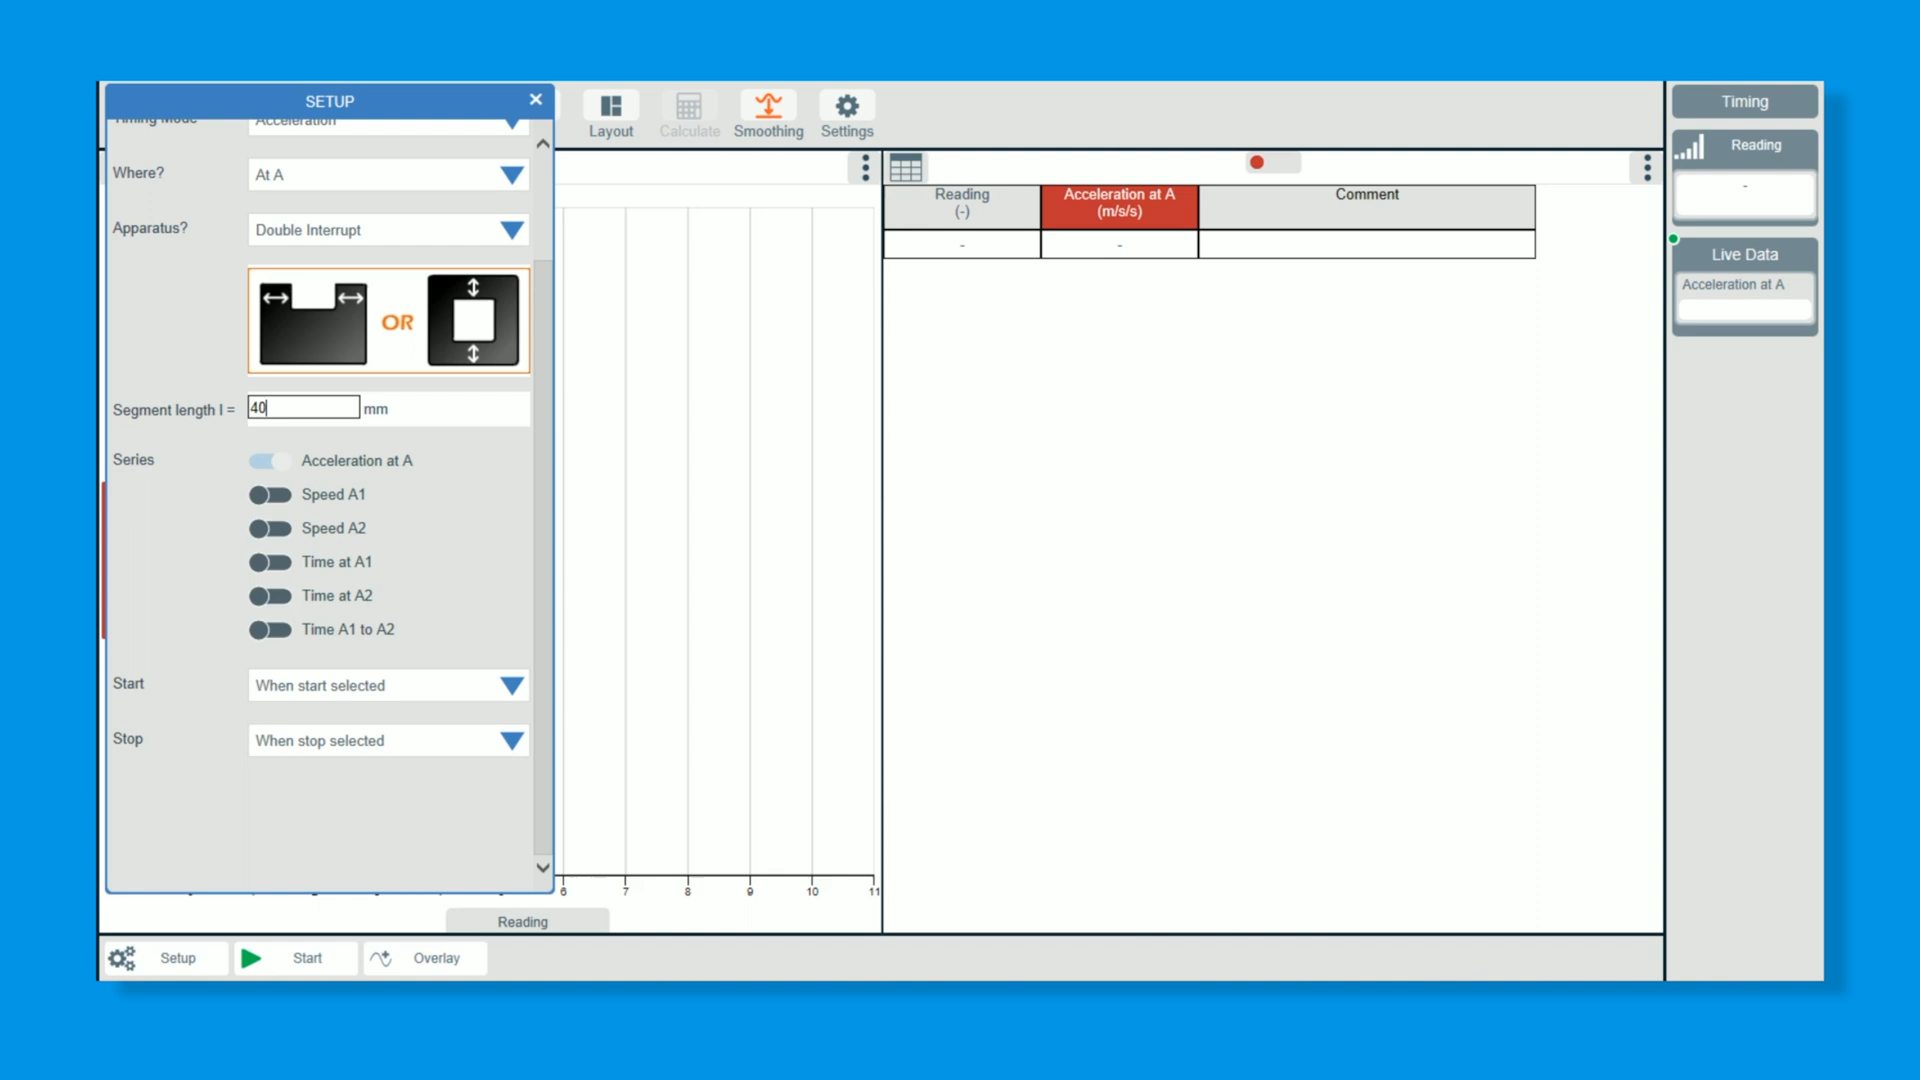 SETUP
Timing Mode
Acceleration
Where?
At A
Apparatus?
Double Interrupt
OR
Segment length l =
40
mm
Series
Acceleration at A
Speed A1
Speed A2
Time at A1
Time at A2
Time A1 to A2
Start
When start selected
Stop
When stop selected
Layout
Calculate
Smoothing
Settings
6
7
8
9
10
11
Reading
Reading
(-)
Acceleration at A
(m/s/s)
Comment
-
-
Timing
Reading
-
Live Data
Acceleration at A
Setup
Start
Overlay